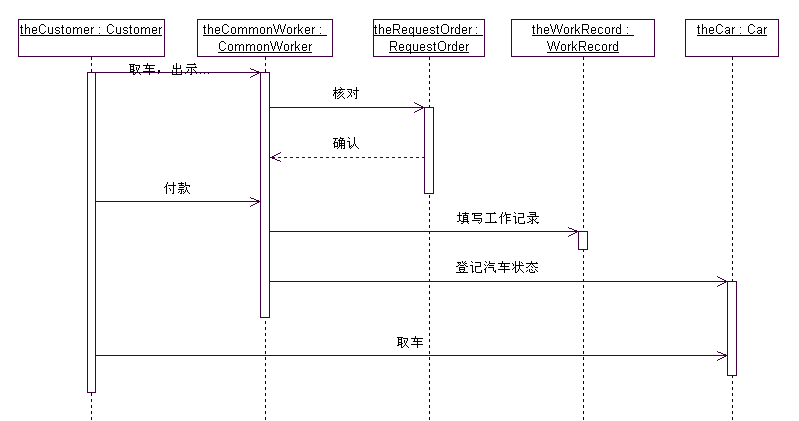 theCustomer : Customer
theCommonWorker :
CommonWorker
theRequestOrder :
RequestOrder
theWorkRecord :
WorkRecord
theCar : Car
取车，出示...
核对
确认
付款
填写工作记录
登记汽车状态
取车